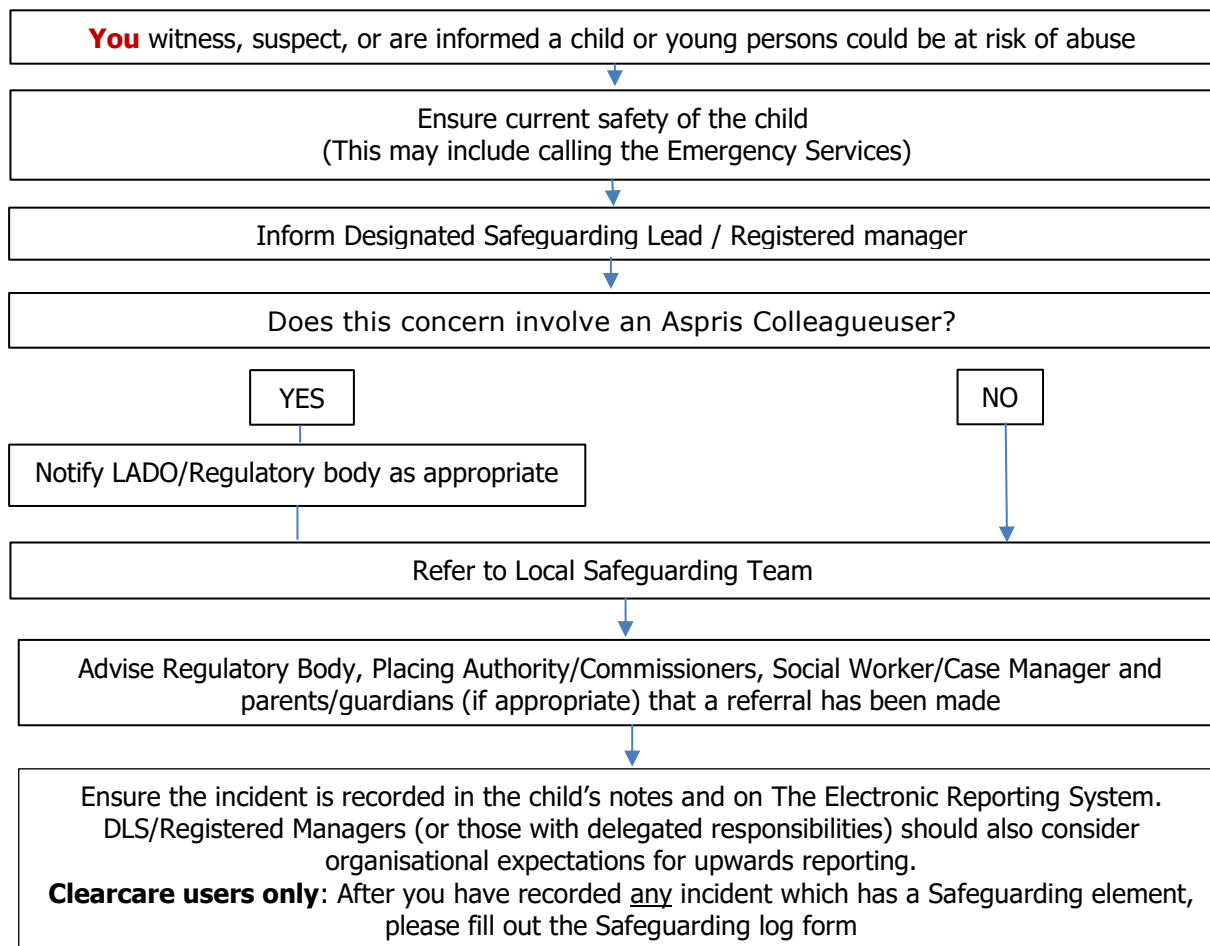 You witness, suspect, or are informed a child or young persons could be at risk of abuse
Ensure current safety of the child
(This may include calling the Emergency Services)
Inform Designated Safeguarding Lead / Registered manager
Does this concern involve an Aspris Colleagueuser?
YES
NO
Notify LADO/Regulatory body as appropriate
Refer to Local Safeguarding Team
Advise Regulatory Body, Placing Authority/Commissioners, Social Worker/Case Manager and
parents/guardians (if appropriate) that a referral has been made
Ensure the incident is recorded in the child’s notes and on The Electronic Reporting System.
DLS/Registered Managers (or those with delegated responsibilities) should also consider
organisational expectations for upwards reporting.
Clearcare users only: After you have recorded any incident which has a Safeguarding element,
please fill out the Safeguarding log form